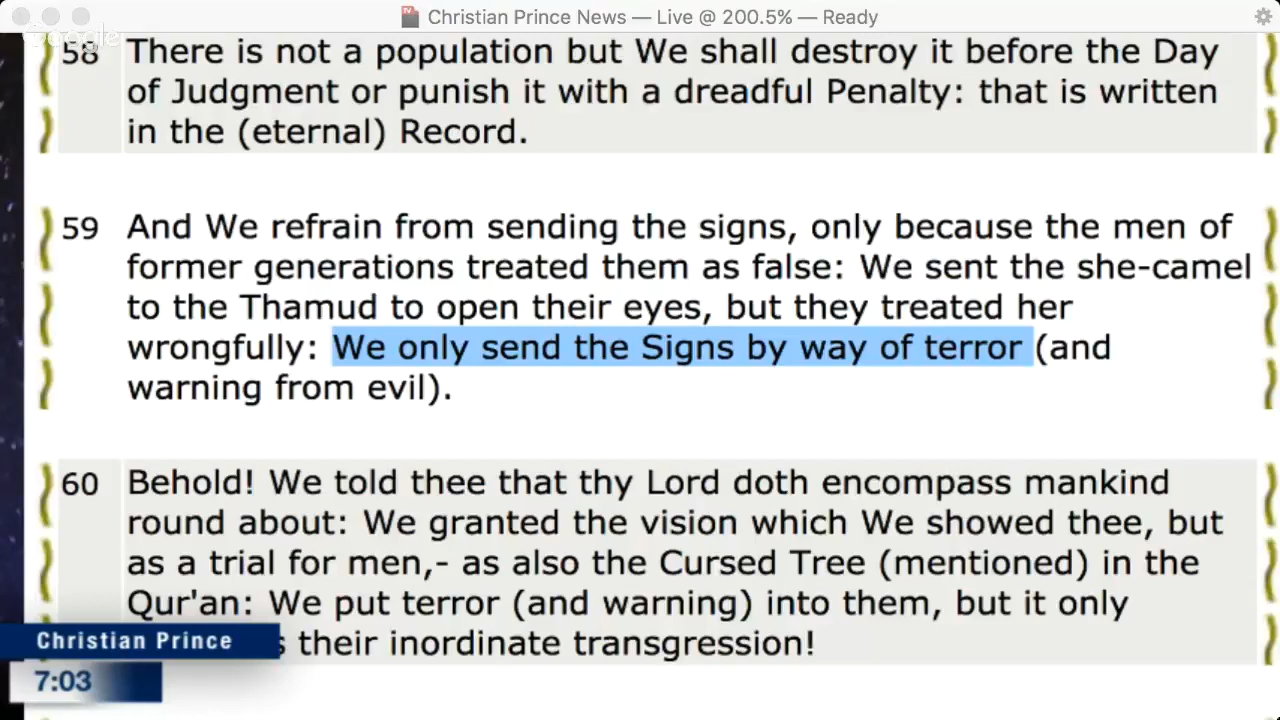 Christian Prince News — Live @ 200.5% — Ready
Google
58 There is not a population but We shall destroy it before the Day
of Judgment or punish it with a dreadful Penalty: that is written
in the (eternal) Record.
59 And We refrain from sending the signs, only because the men of
former generations treated them as false: We sent the she-camel
to the Thamud to open their eyes, but they treated her
wrongfully: We only send the Signs by way of terror (and
warning from evil).
60 Behold! We told thee that thy Lord doth encompass mankind
round about: We granted the vision which We showed thee, but
as a trial for men,- as also the Cursed Tree (mentioned) in the
Qur'an: We put terror (and warning) into them, but it only
their inordinate transgression!
Christian Prince
7:03